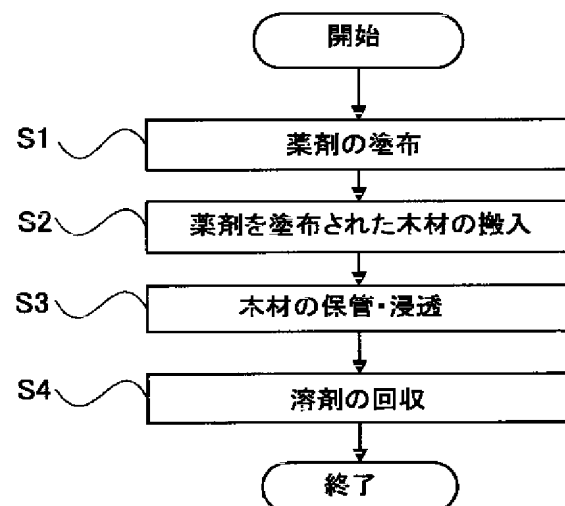 開始
S1 薬剤の塗布
S2 薬剤を塗布された木材の搬入
S3 木材の保管・浸透
S4 溶剤の回収
終了